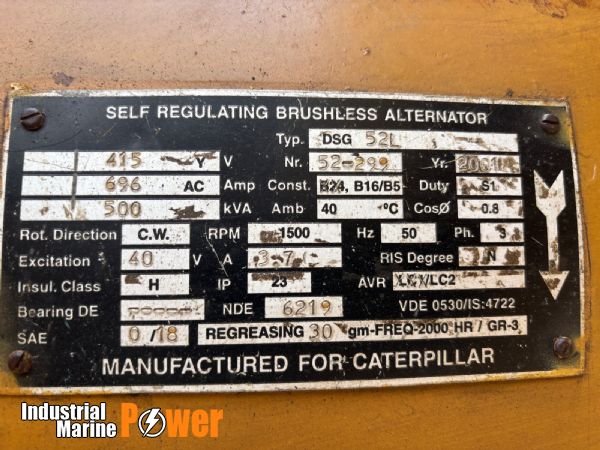 SELF REGULATING BRUSHLESS ALTERNATOR
Typ. DSG 52L
415 Y V Nr. 52-299 Yr.
696 AC Amp Const. B24, B16/B5 Duty S1
500 kVA Amb 40 ºC CosØ 0.8
Rot. Direction C.W. RPM 1500 Hz 50 Ph. 3
Excitation 40 V A 3.7 RIS Degree N
Insul. Class H IP 23 AVR
Bearing DE NDE 6219 VDE 0530/IS:4722
SAE 0/18 REGREASING 30 gm-FREQ-2000 HR / GR-3
MANUFACTURED FOR CATERPILLAR
Industrial
Marine Power